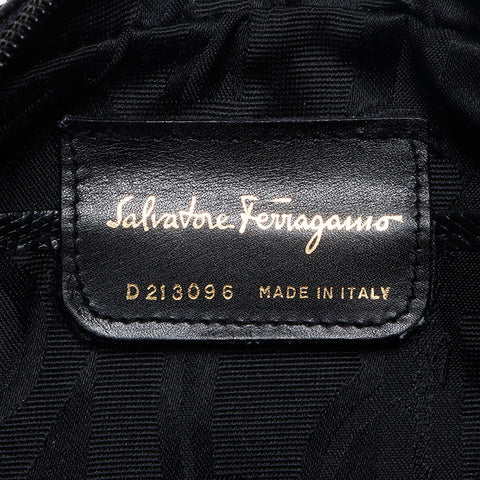 Salvatore Ferragamo
D213096 MADE IN ITALY